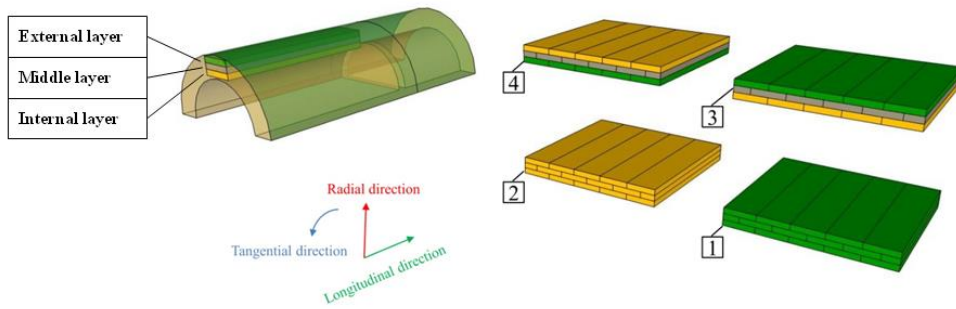 External layer
Middle layer
Internal layer
Radial direction
Tangential direction
Longitudinal direction
4
3
2
1